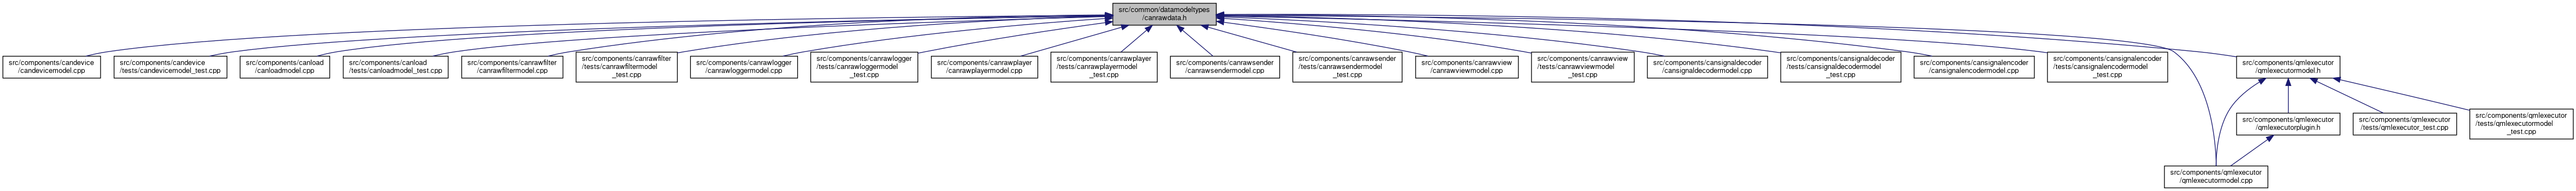 src/common/datamodeltypes
/canrawdata.h
src/components/candevice
/candevicemodel.cpp
src/components/candevice
/tests/candevicemodel_test.cpp
src/components/canload
/canloadmodel.cpp
src/components/canload
/tests/canloadmodel_test.cpp
src/components/canrawfilter
/canrawfiltermodel.cpp
src/components/canrawfilter
/tests/canrawfiltermodel
_test.cpp
src/components/canrawlogger
/canrawloggermodel.cpp
src/components/canrawlogger
/tests/canrawloggermodel
_test.cpp
src/components/canrawplayer
/canrawplayermodel.cpp
src/components/canrawplayer
/tests/canrawplayermodel
_test.cpp
src/components/canrawsender
/canrawsendermodel.cpp
src/components/canrawsender
/tests/canrawsendermodel
_test.cpp
src/components/canrawview
/canrawviewmodel.cpp
src/components/canrawview
/tests/canrawviewmodel
_test.cpp
src/components/cansignaldecoder
/cansignaldecodermodel.cpp
src/components/cansignaldecoder
/tests/cansignaldecodermodel
_test.cpp
src/components/cansignalencoder
/cansignalencodermodel.cpp
src/components/cansignalencoder
/tests/cansignalencodermodel
_test.cpp
src/components/qmlexecutor
/qmlexecutormodel.h
src/components/qmlexecutor
/qmlexecutorplugin.h
src/components/qmlexecutor
/tests/qmlexecutor_test.cpp
src/components/qmlexecutor
/tests/qmlexecutormodel
_test.cpp
src/components/qmlexecutor
/qmlexecutormodel.cpp